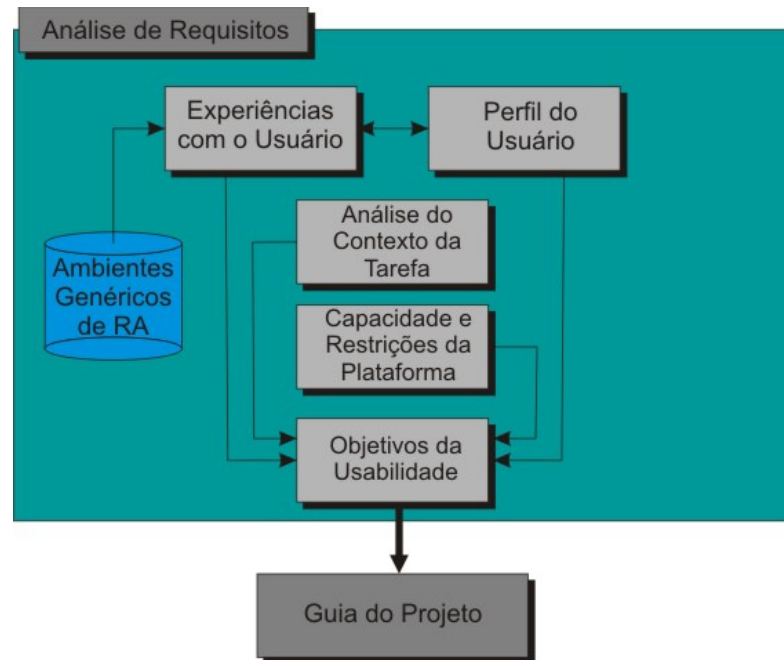 Análise de Requisitos
Experiências
com o Usuário
Perfil do
Usuário
Análise do
Contexto da
Tarefa
Ambientes
Genéricos
de RA
Capacidade e
Restrições da
Plataforma
Objetivos da
Usabilidade
Guia do Projeto